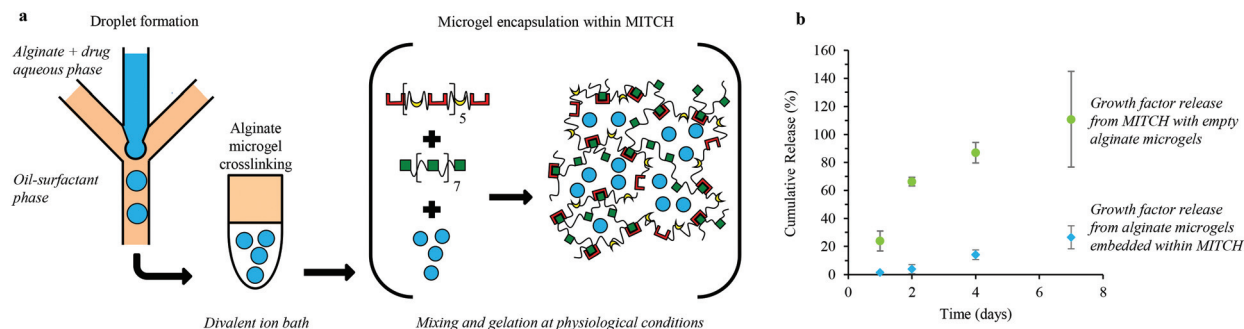 a
Droplet formation
Alginate + drug
aqueous phase
Oil-surfactant
phase
Alginate
microgel
crosslinking
Divalent ion bath
Microgel encapsulation within MITCH
5
7
Mixing and gelation at physiological conditions
b
Cumulative Release (%)
160
140
120
100
80
60
40
20
0
0
2
4
6
8
Time (days)
Growth factor release
from MITCH with empty
alginate microgels
Growth factor release
from alginate microgels
embedded within MITCH